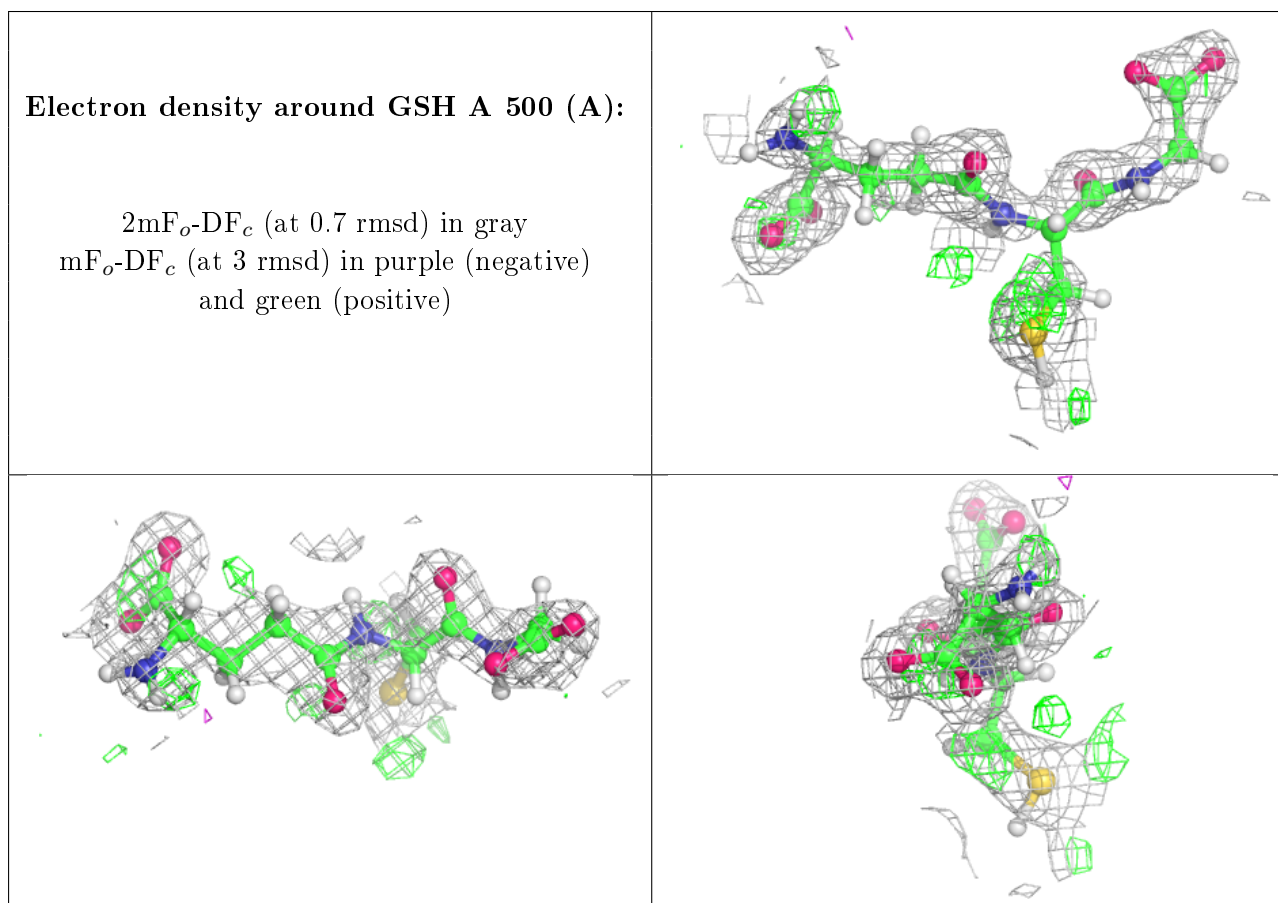 Electron density around GSH A 500 (A):
2mFₒ-DF𝒸 (at 0.7 rmsd) in gray
mFₒ-DF𝒸 (at 3 rmsd) in purple (negative)
and green (positive)